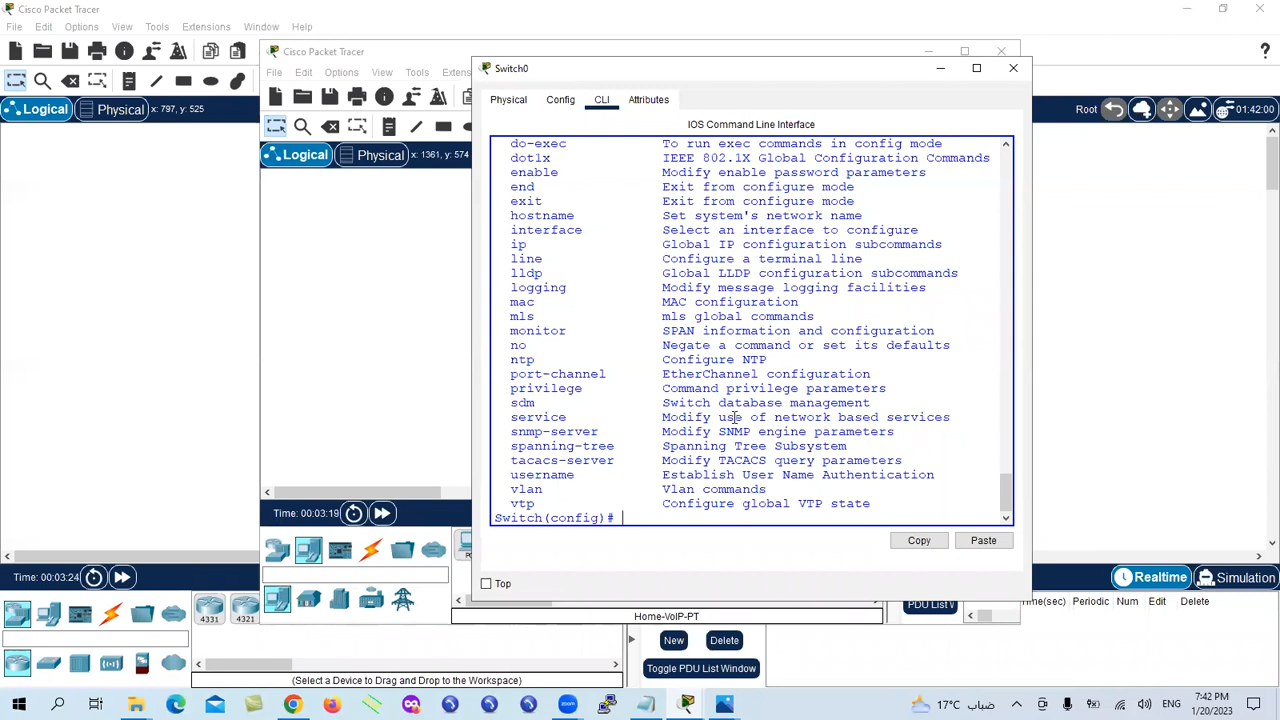 Cisco Packet Tracer
File Edit Options View Tools Extensions Window Help
Logical Physical x: 797, y: 525
Root 01:42:00
Cisco Packet Tracer
File Edit Options View Tools Extens
Logical Physical x: 1361, y: 574
Switch0
Physical Config CLI Attributes
IOS Command Line Interface
do-exec To run exec commands in config mode
dot1x IEEE 802.1X Global Configuration Commands
enable Modify enable password parameters
end Exit from configure mode
exit Exit from configure mode
hostname Set system's network name
interface Select an interface to configure
ip Global IP configuration subcommands
line Configure a terminal line
lldp Global LLDP configuration subcommands
logging Modify message logging facilities
mac MAC configuration
mls mls global commands
monitor SPAN information and configuration
no Negate a command or set its defaults
ntp Configure NTP
port-channel EtherChannel configuration
privilege Command privilege parameters
sdm Switch database management
service Modify use of network based services
snmp-server Modify SNMP engine parameters
spanning-tree Spanning Tree Subsystem
tacacs-server Modify TACACS query parameters
username Establish User Name Authentication
vlan Vlan commands
vtp Configure global VTP state
Switch(config)#
Copy Paste
Top
Time: 00:03:19
Home-VoIP-PT
PDU List W
Time: 00:03:24
Realtime Simulation
4331 4321
Time(sec) Periodic Num Edit Delete
New Delete
Toggle PDU List Window
(Select a Device to Drag and Drop to the Workspace)
17°C ضباب ENG 7:42 PM
1/20/2023
zoom